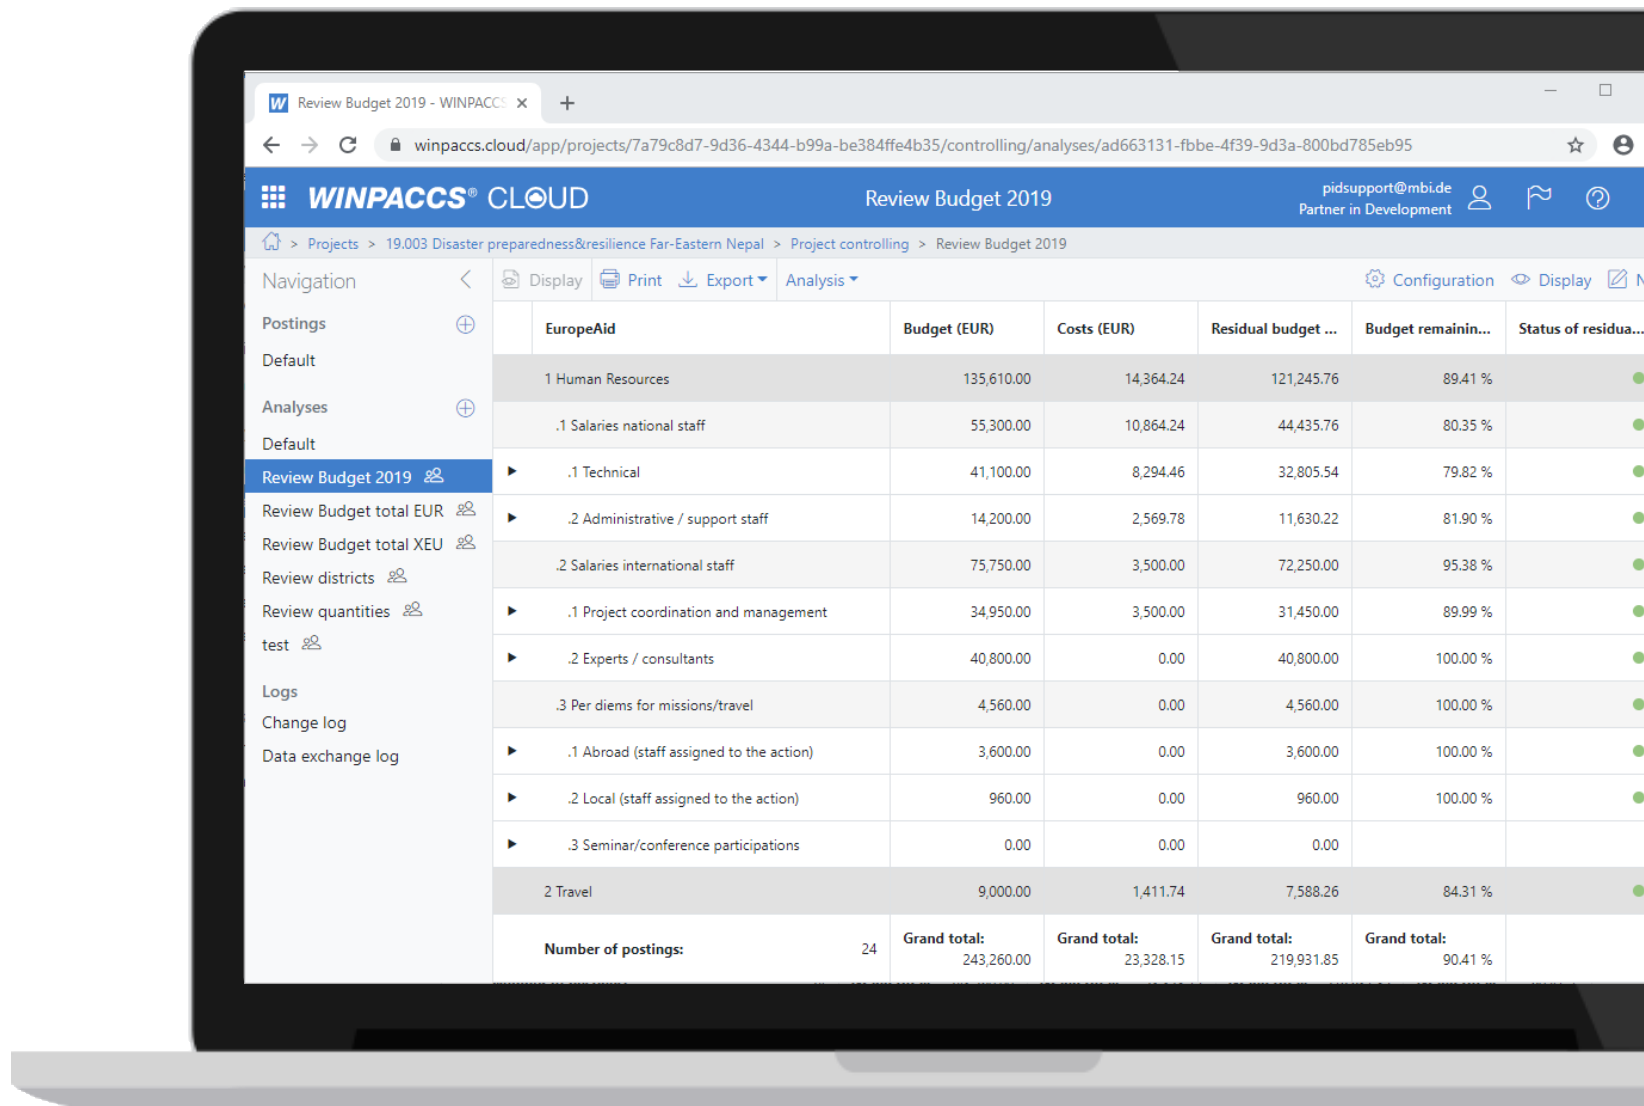 Review Budget 2019 - WINPACCS
winpaccs.cloud/app/projects/7a79c8d7-9d36-4344-b99a-be384ffe4b35/controlling/analyses/ad663131-fbbe-4f39-9d3a-800bd785eb95
WINPACCS® CLOUD
Review Budget 2019
pidsupport@mbi.de
Partner in Development
> Projects > 19.003 Disaster preparedness&resilience Far-Eastern Nepal > Project controlling > Review Budget 2019
Navigation
Display Print Export Analysis Configuration Display N
Postings
Default
Analyses
Default
Review Budget 2019
Review Budget total EUR
Review Budget total XEU
Review districts
Review quantities
test
Logs
Change log
Data exchange log
EuropeAid Budget (EUR) Costs (EUR) Residual budget ... Budget remainin... Status of residua...
1 Human Resources 135,610.00 14,364.24 121,245.76 89.41 %
.1 Salaries national staff 55,300.00 10,864.24 44,435.76 80.35 %
.1 Technical 41,100.00 8,294.46 32,805.54 79.82 %
.2 Administrative / support staff 14,200.00 2,569.78 11,630.22 81.90 %
.2 Salaries international staff 75,750.00 3,500.00 72,250.00 95.38 %
.1 Project coordination and management 34,950.00 3,500.00 31,450.00 89.99 %
.2 Experts / consultants 40,800.00 0.00 40,800.00 100.00 %
.3 Per diems for missions/travel 4,560.00 0.00 4,560.00 100.00 %
.1 Abroad (staff assigned to the action) 3,600.00 0.00 3,600.00 100.00 %
.2 Local (staff assigned to the action) 960.00 0.00 960.00 100.00 %
.3 Seminar/conference participations 0.00 0.00 0.00
2 Travel 9,000.00 1,411.74 7,588.26 84.31 %
Number of postings: 24
Grand total: Grand total: Grand total: Grand total:
243,260.00 23,328.15 219,931.85 90.41 %